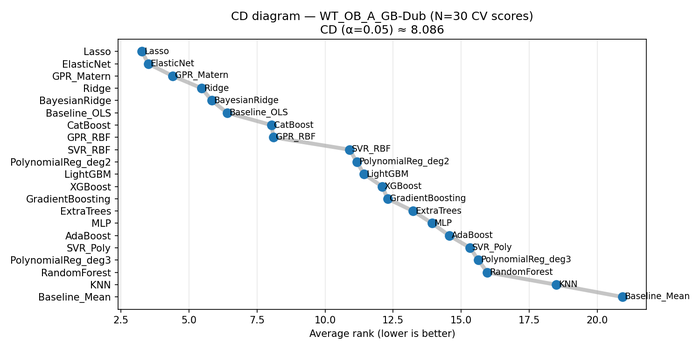 CD diagram — WT_OB_A_GB-Dub (N=30 CV scores)
CD (α=0.05) ≈ 8.086
Lasso Lasso
ElasticNet ElasticNet
GPR_Matern GPR_Matern
Ridge Ridge
BayesianRidge BayesianRidge
Baseline_OLS Baseline_OLS
CatBoost CatBoost
GPR_RBF GPR_RBF
SVR_RBF SVR_RBF
PolynomialReg_deg2 PolynomialReg_deg2
LightGBM LightGBM
XGBoost XGBoost
GradientBoosting GradientBoosting
ExtraTrees ExtraTrees
MLP MLP
AdaBoost AdaBoost
SVR_Poly SVR_Poly
PolynomialReg_deg3 PolynomialReg_deg3
RandomForest RandomForest
KNN KNN
Baseline_Mean Baseline_Mean
2.5 5.0 7.5 10.0 12.5 15.0 17.5 20.0
Average rank (lower is better)